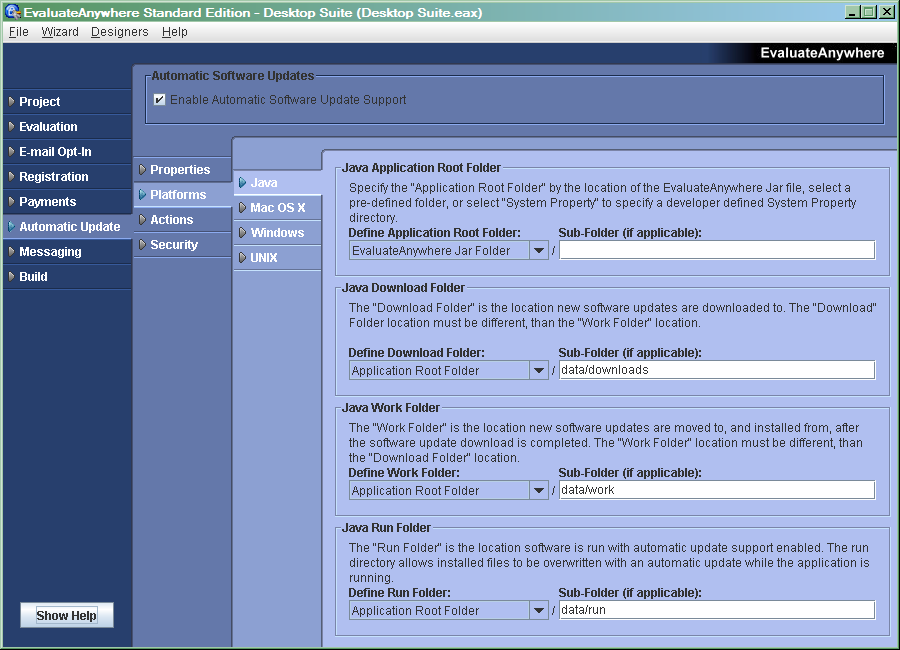 EvaluateAnywhere Standard Edition - Desktop Suite (Desktop Suite.eax)
File Wizard Designers Help
EvaluateAnywhere
Automatic Software Updates
Enable Automatic Software Update Support
Project
Evaluation
E-mail Opt-In
Registration
Payments
Automatic Update
Messaging
Build
Show Help
Properties
Platforms
Actions
Security
Java
Mac OS X
Windows
UNIX
Java Application Root Folder
Specify the "Application Root Folder" by the location of the EvaluateAnywhere Jar file, select a
pre-defined folder, or select "System Property" to specify a developer defined System Property
directory.
Define Application Root Folder: Sub-Folder (if applicable):
EvaluateAnywhere Jar Folder /
Java Download Folder
The "Download Folder" is the location new software updates are downloaded to. The "Download"
Folder location must be different, than the "Work Folder" location.
Define Download Folder: Sub-Folder (if applicable):
Application Root Folder / data/downloads
Java Work Folder
The "Work Folder" is the location new software updates are moved to, and installed from, after
the software update download is completed. The "Work Folder" location must be different, than
the "Download Folder" location.
Define Work Folder: Sub-Folder (if applicable):
Application Root Folder / data/work
Java Run Folder
The "Run Folder" is the location software is run with automatic update support enabled. The run
directory allows installed files to be overwritten with an automatic update while the application is
running.
Define Run Folder: Sub-Folder (if applicable):
Application Root Folder / data/run